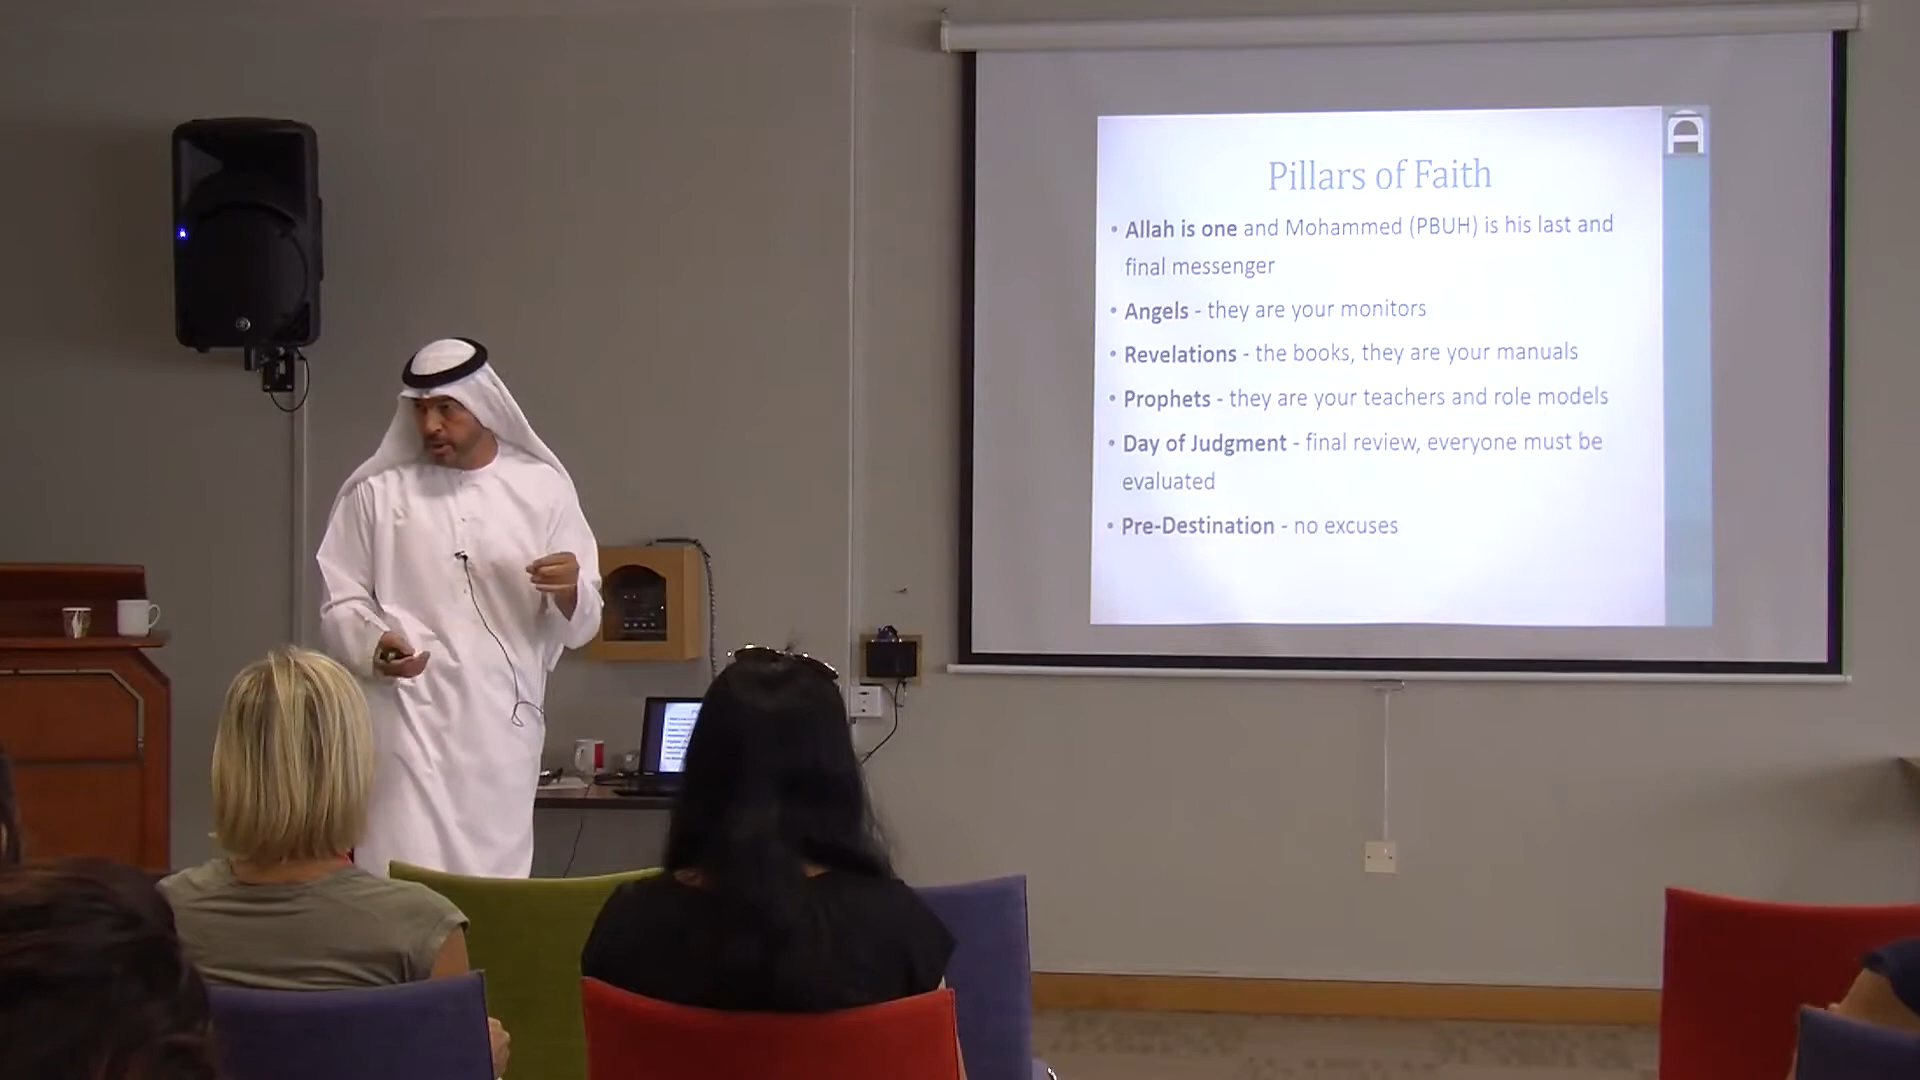 Pillars of Faith
• Allah is one and Mohammed (PBUH) is his last and
final messenger
• Angels - they are your monitors
• Revelations - the books, they are your manuals
• Prophets - they are your teachers and role models
• Day of Judgment - final review, everyone must be
evaluated
• Pre-Destination - no excuses